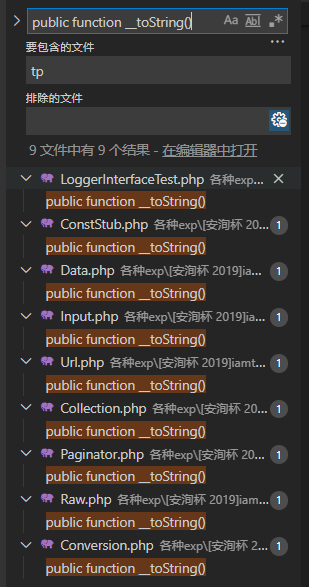 public function __toString()
Aa ab .*
要包含的文件
tp
排除的文件
9 文件中有 9 个结果 - 在编辑器中打开
LoggerInterfaceTest.php 各种exp...
public function __toString()
ConstStub.php 各种exp\[安洵杯 20... 1
public function __toString()
Data.php 各种exp\[安洵杯 2019]iamt... 1
public function __toString()
Input.php 各种exp\[安洵杯 2019]iam... 1
public function __toString()
Url.php 各种exp\[安洵杯 2019]iamt... 1
public function __toString()
Collection.php 各种exp\[安洵杯 20... 1
public function __toString()
Paginator.php 各种exp\[安洵杯 20... 1
public function __toString()
Raw.php 各种exp\[安洵杯 2019]iam... 1
public function __toString()
Conversion.php 各种exp\[安洵杯 2... 1
public function __toString()